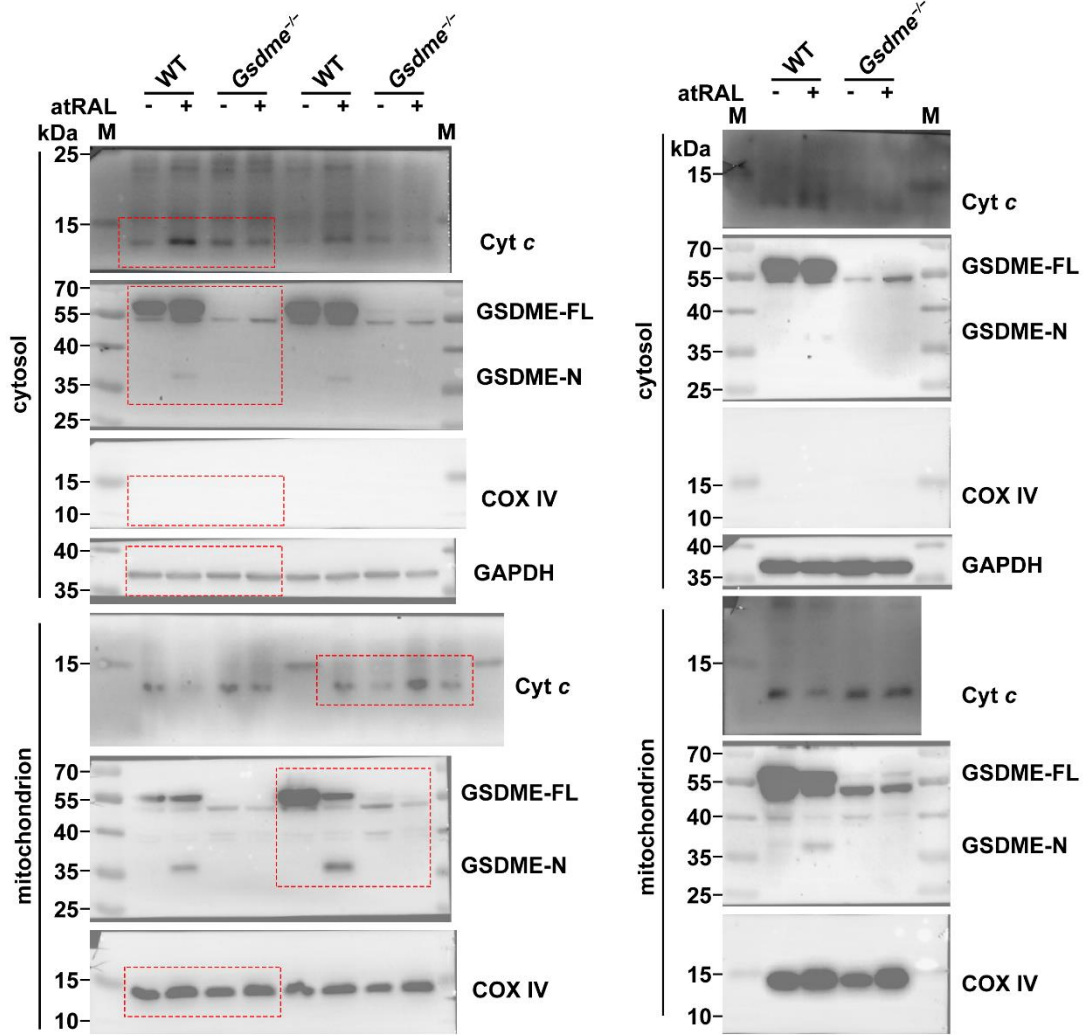 WT Gsdme⁻/⁻ WT Gsdme⁻/⁻
atRAL - + - + - + - +
kDa M M
25
15
Cyt c
70
55
40
35
25
GSDME-FL
GSDME-N
15
10
COX IV
40
35
GAPDH
cytosol
15
Cyt c
70
55
40
35
25
GSDME-FL
GSDME-N
15
10
COX IV
mitochondrion
WT Gsdme⁻/⁻
atRAL - + - +
M M
kDa
15
Cyt c
70
55
40
35
25
GSDME-FL
GSDME-N
15
10
COX IV
40
35
GAPDH
cytosol
15
Cyt c
70
55
40
35
25
GSDME-FL
GSDME-N
15
10
COX IV
mitochondrion